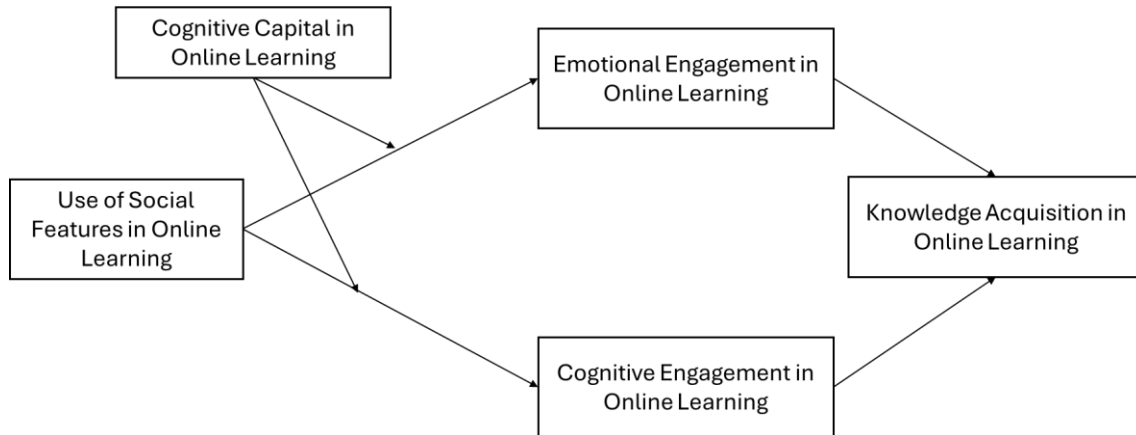 Cognitive Capital in
Online Learning
Emotional Engagement in
Online Learning
Use of Social
Features in Online
Learning
Knowledge Acquisition in
Online Learning
Cognitive Engagement in
Online Learning